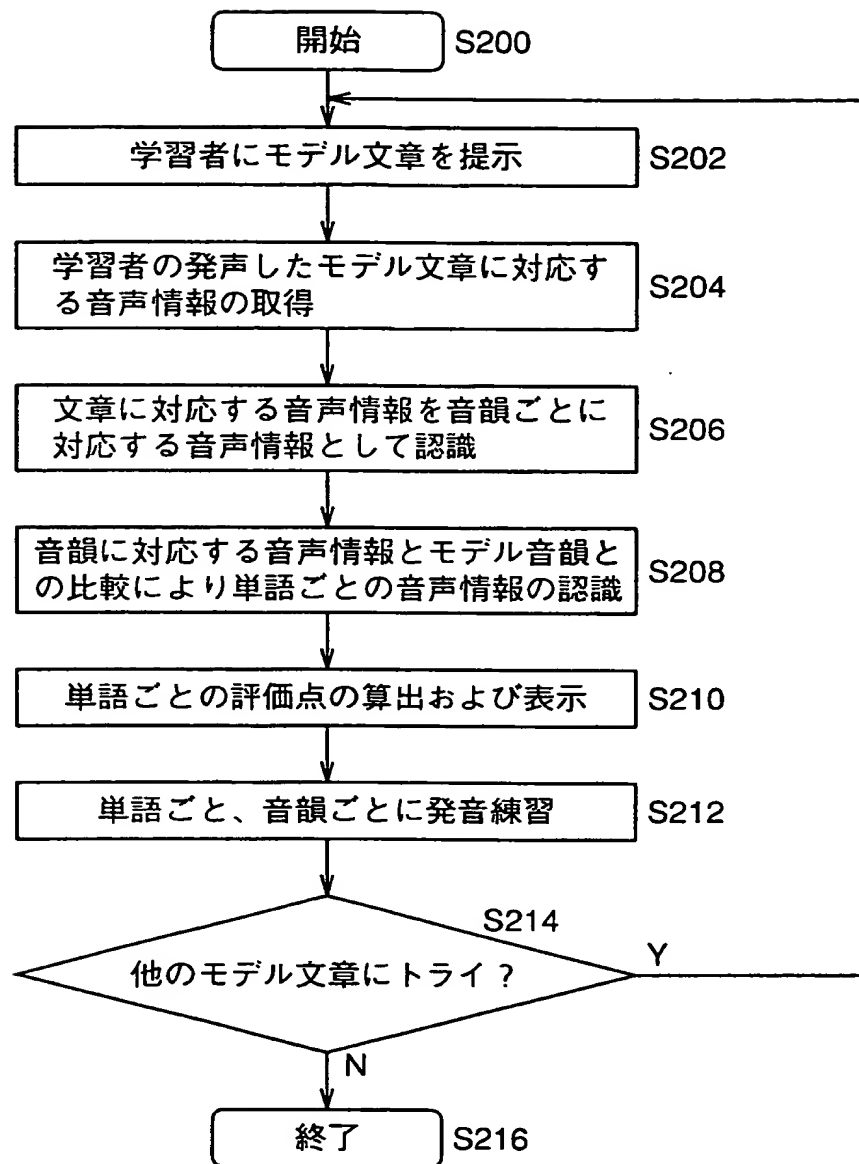 開始
S200
学習者にモデル文章を提示
S202
学習者の発声したモデル文章に対応す
る音声情報の取得
S204
文章に対応する音声情報を音韻ごとに
対応する音声情報として認識
S206
音韻に対応する音声情報とモデル音韻と
の比較により単語ごとの音声情報の認識
S208
単語ごとの評価点の算出および表示
S210
単語ごと、音韻ごとに発音練習
S212
S214
他のモデル文章にトライ？
Y
N
終了
S216